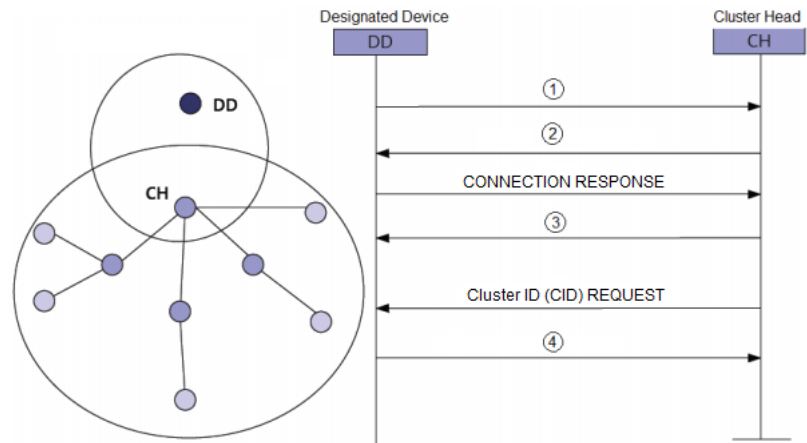 Designated Device
DD
Cluster Head
CH
DD
CH
①
②
CONNECTION RESPONSE
③
Cluster ID (CID) REQUEST
④